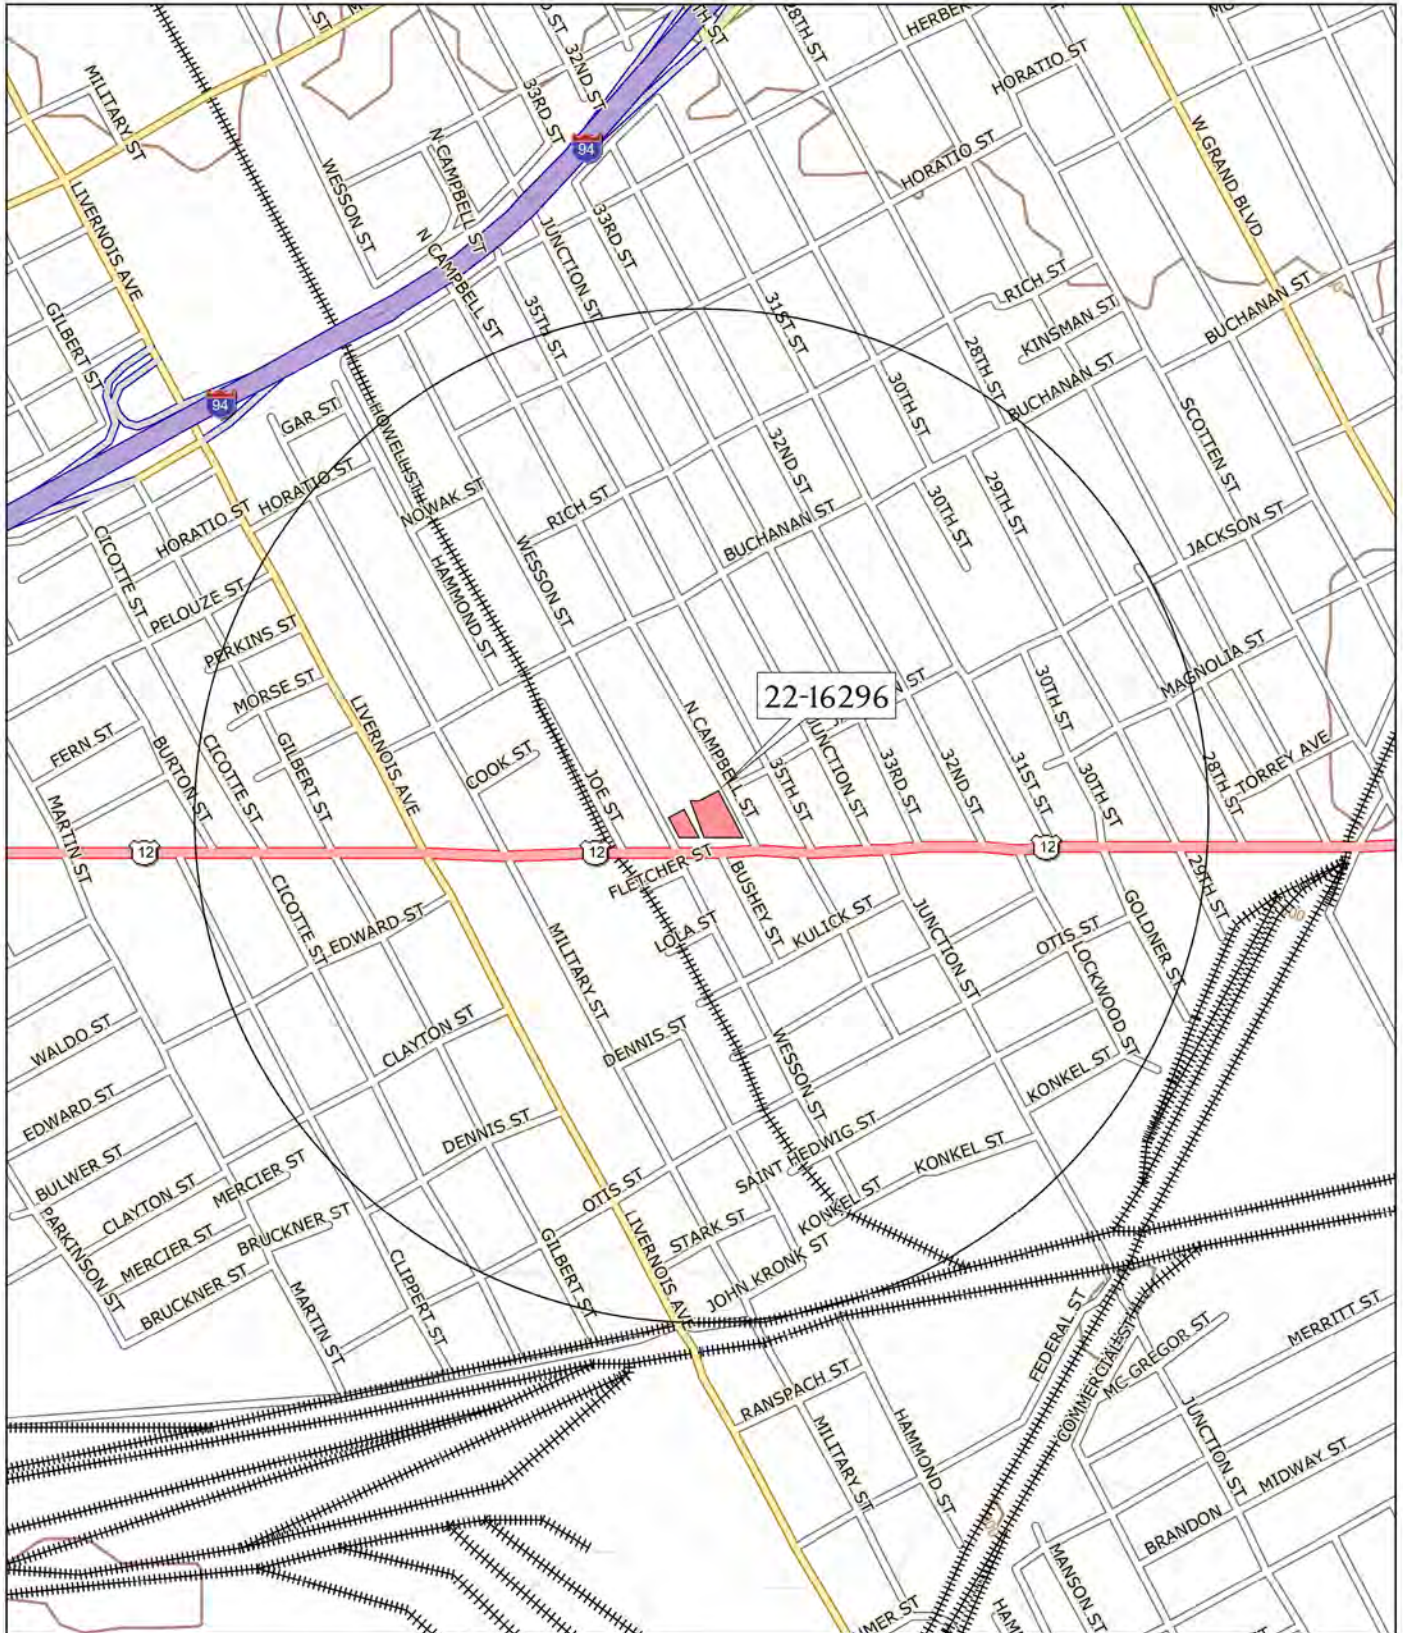 TH ST
28TH ST
HERBER
HORATIO ST
32ND ST
33RD ST
MILITARY ST
94
W GRAND BLVD
N CAMPBELL ST
HORATIO ST
WESSON ST
LIVERNOIS AVE
33RD ST
JUNCTION ST
N CAMPBELL ST
RICH ST
BUCHANAN ST
GILBERT ST
35TH ST
31ST ST
KINSMAN ST
28TH ST
BUCHANAN ST
94
GAR ST
HOWELL ST
30TH ST
SCOTTEN ST
32ND ST
HORATIO ST
NOWAK ST
RICH ST
29TH ST
HORATIO ST
BUCHANAN ST
30TH ST
JACKSON ST
CICOTTE ST
WESSON ST
HAMMOND ST
PELOUZE ST
PERKINS ST
MAGNOLIA ST
MORSE ST
22-16296
N ST
30TH ST
LIVERNOIS AVE
N CAMPBELL ST
FERN ST
BURTON ST
CICOTTE ST
GILBERT ST
COOK ST
JOE ST
35TH ST
JUNCTION ST
33RD ST
32ND ST
31ST ST
30TH ST
28TH ST
TORREY AVE
MARTIN ST
12
12
12
FLETCHER ST
BUSHEY ST
29TH ST
CICOTTE ST
EDWARD ST
LOLA ST
KULICK ST
JUNCTION ST
GOLDNER ST
OTIS ST
600
MILITARY ST
LOCKWOOD ST
WALDO ST
CLAYTON ST
DENNIS ST
WESSON ST
KONKEL ST
EDWARD ST
DENNIS ST
SAINT HEDWIG ST
KONKEL ST
BULWER ST
MERCIER ST
CLAYTON ST
OTIS ST
KONKEL ST
PARKINSON ST
BRUCKNER ST
MERCIER ST
STARK ST
LIVERNOIS AVE
JOHN KRONK ST
GILBERT ST
CLIPPERT ST
BRUCKNER ST
MARTIN ST
FEDERAL ST
COMMERCIAL ST
MC GREGOR ST
MERRITT ST
RANSPACH ST
JUNCTION ST
MILITARY ST
HAMMOND ST
MIDWAY ST
BRANDON
MANSON ST
MER ST
HAM